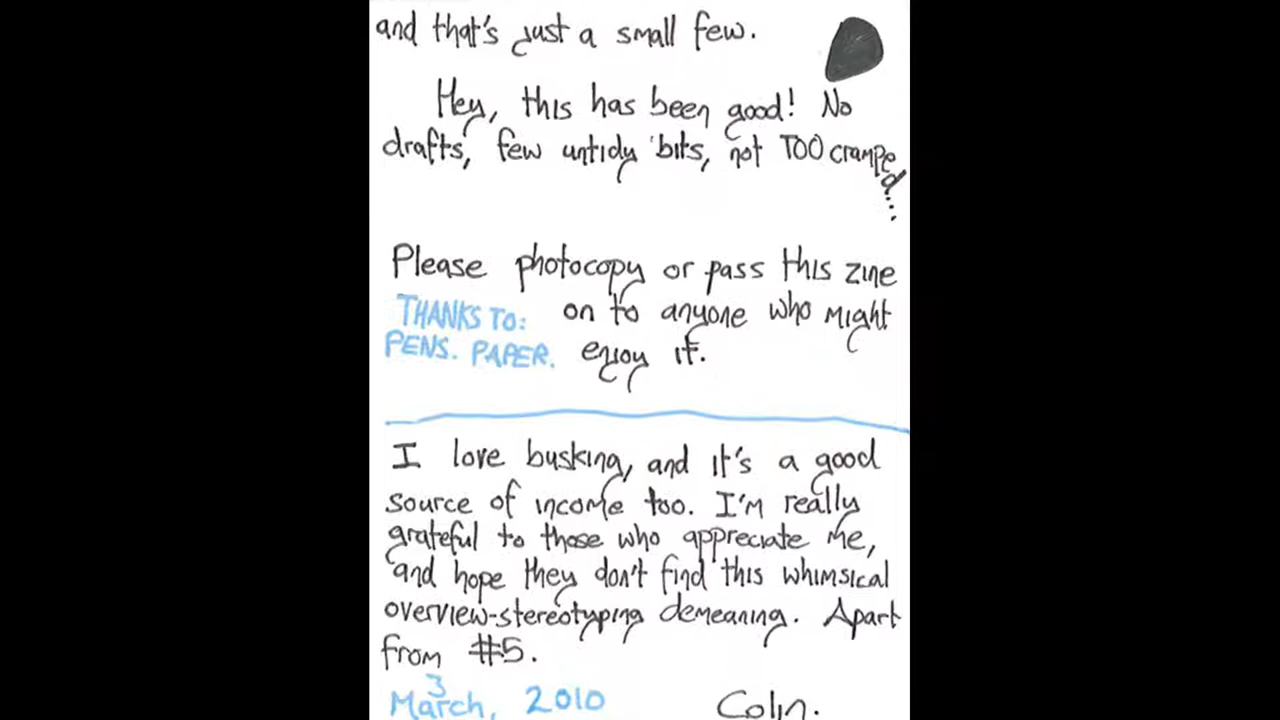 and that's just a small few.
Hey, this has been good! No
drafts, few untidy bits, not TOO cramped...
Please photocopy or pass this zine
on to anyone who might
enjoy it.
THANKS TO:
PENS. PAPER.
I love busking, and it's a good
source of income too. I'm really
grateful to those who appreciate me,
and hope they don't find this whimsical
overview-stereotyping demeaning. Apart
from #5.
3
March, 2010
Colin.